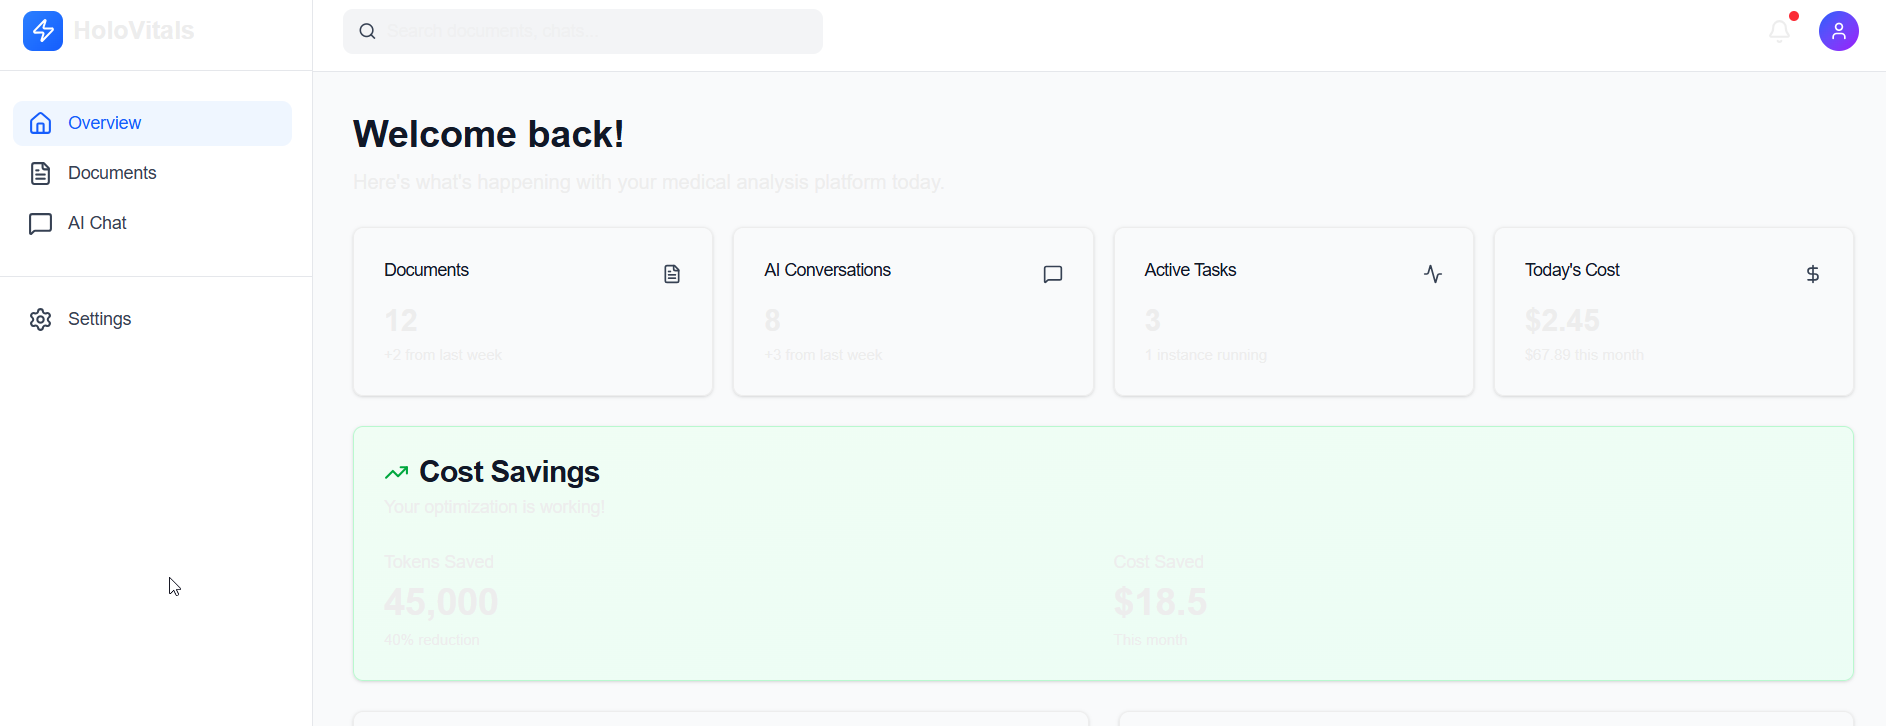 HoloVitals
Search documents, chats...
Overview
Documents
AI Chat
Settings
Welcome back!
Here's what's happening with your medical analysis platform today.
Documents
12
+2 from last week
AI Conversations
8
+3 from last week
Active Tasks
3
1 instance running
Today's Cost
$2.45
$67.89 this month
Cost Savings
Your optimization is working!
Tokens Saved
45,000
40% reduction
Cost Saved
$18.5
This month